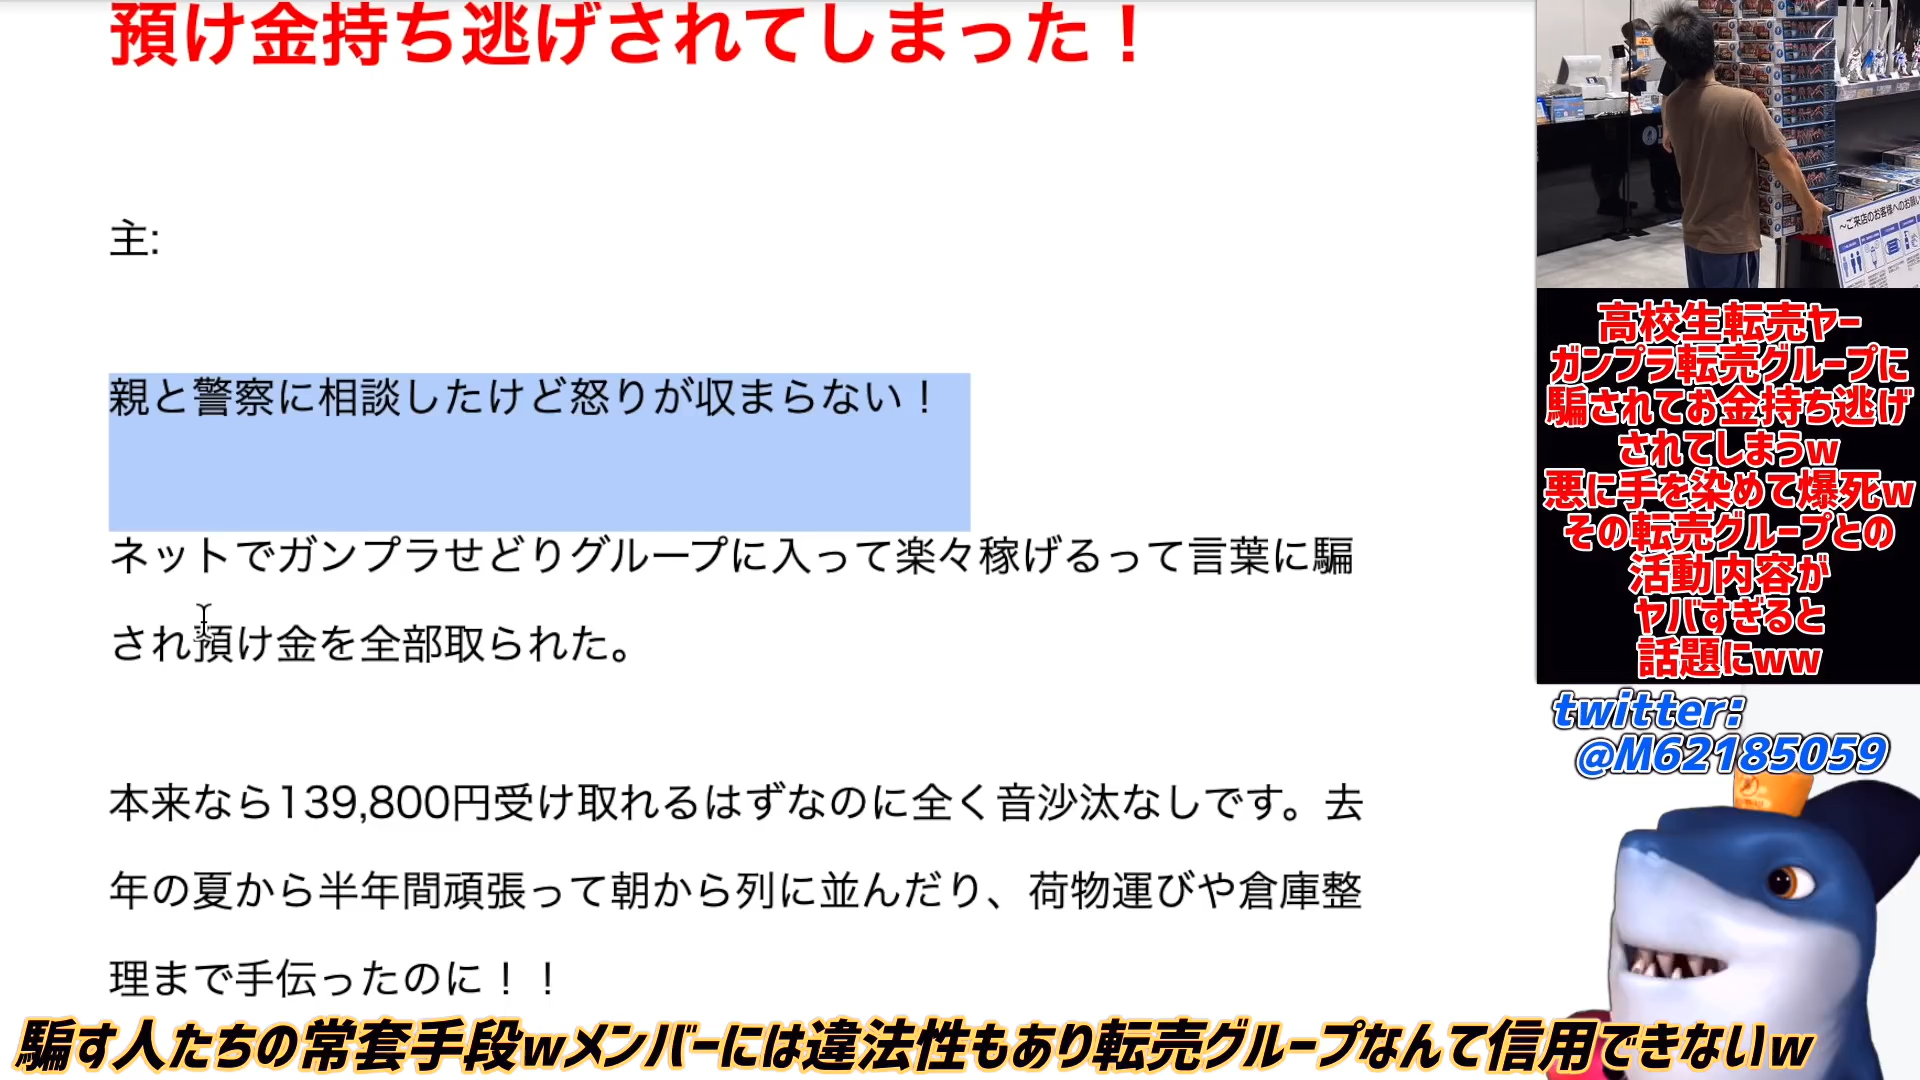 預け金持ち逃げされてしまった！
主:
親と警察に相談したけど怒りが収まらない！
ネットでガンプラせどりグループに入って楽々稼げるって言葉に騙
され預け金を全部取られた。
本来なら139,800円受け取れるはずなのに全く音沙汰なしです。去
年の夏から半年間頑張って朝から列に並んだり、荷物運びや倉庫整
理まで手伝ったのに！！
～ご来店のお客様へのお願い
高校生転売ヤー
ガンプラ転売グループに
騙されてお金持ち逃げ
されてしまうw
悪に手を染めて爆死w
その転売グループとの
活動内容が
ヤバすぎると
話題にww
twitter:
@M62185059
騙す人たちの常套手段wメンバーには違法性もあり転売グループなんて信用できないw